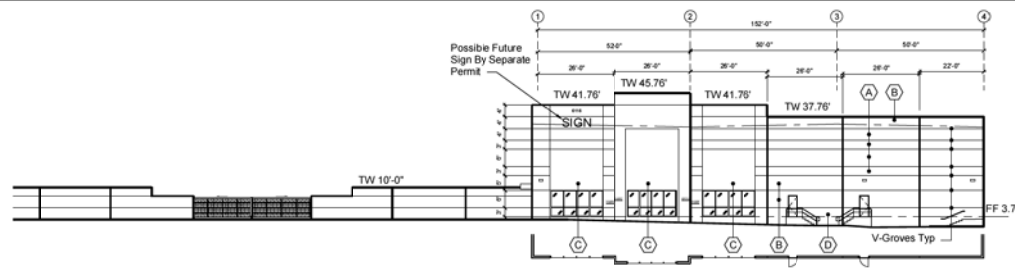 1 2 3 4
152'-0"
52-0" 50'-0" 50'-0"
Possible Future
Sign By Separate
Permit
26'-0" 26'-0" 26'-0" 26'-0" 26'-0" 22'-0"
TW 45.76'
TW 41.76' TW 41.76'
TW 37.76'
A B
SIGN
TW 10'-0"
FF 3.7
V-Groves Typ
C C C B D